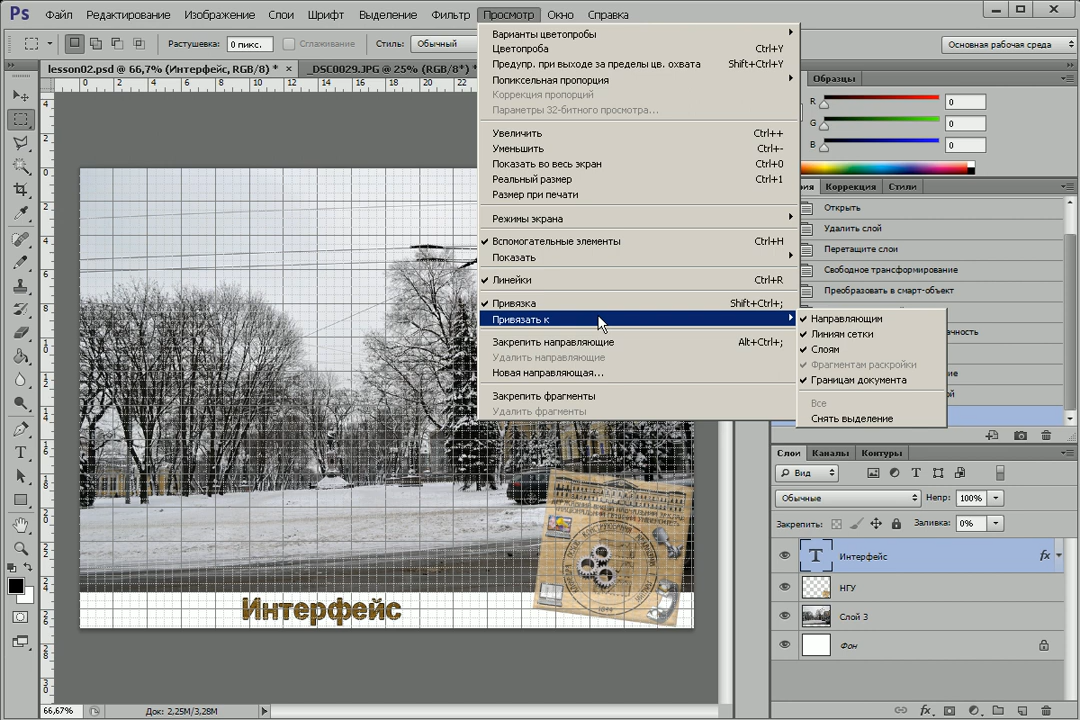 Ps Файл Редактирование Изображение Слои Шрифт Выделение Фильтр Просмотр Окно Справка
Растушевка: 0 пикс. Сглаживание Стиль: Обычный Основная рабочая среда
lesson02.psd @ 66,7% (Интерфейс, RGB/8) * × _DSC0029.JPG @ 25% (RGB/8*) *
Варианты цветопробы
Цветопроба Ctrl+Y
Предупр. при выходе за пределы цв. охвата Shift+Ctrl+Y
Попиксельная пропорция
Коррекция пропорций
Параметры 32-битного просмотра...
Увеличить Ctrl++
Уменьшить Ctrl+-
Показать во весь экран Ctrl+0
Реальный размер Ctrl+1
Размер при печати
Режимы экрана
Вспомогательные элементы Ctrl+H
Показать
Линейки Ctrl+R
Привязка Shift+Ctrl+;
Привязать к
Закрепить направляющие Alt+Ctrl+;
Удалить направляющие
Новая направляющая...
Закрепить фрагменты
Удалить фрагменты
Направляющим
Линиям сетки
Слоям
Фрагментам раскройки
Границам документа
Все
Снять выделение
Образцы
R 0
G 0
B 0
Коррекция Стили
Открыть
Удалить слой
Перетащите слои
Свободное трансформирование
Преобразовать в смарт-объект
Слои Каналы Контуры
Вид
Обычные Непр: 100%
Закрепить: Заливка: 0%
T Интерфейс fx
НГУ
Слой 3
Фон
Интерфейс
66,67% Док: 2,25M/3,28M